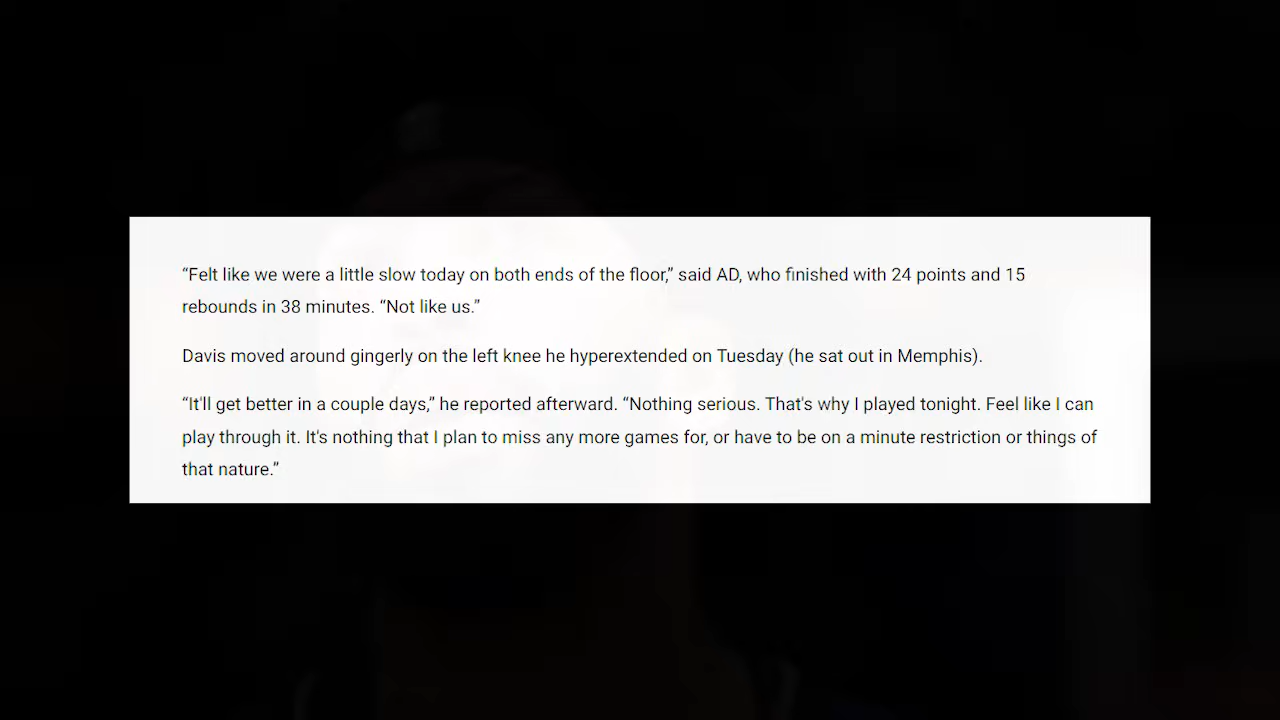 “Felt like we were a little slow today on both ends of the floor,” said AD, who finished with 24 points and 15
rebounds in 38 minutes. “Not like us.”
Davis moved around gingerly on the left knee he hyperextended on Tuesday (he sat out in Memphis).
“It'll get better in a couple days,” he reported afterward. “Nothing serious. That's why I played tonight. Feel like I can
play through it. It's nothing that I plan to miss any more games for, or have to be on a minute restriction or things of
that nature.”